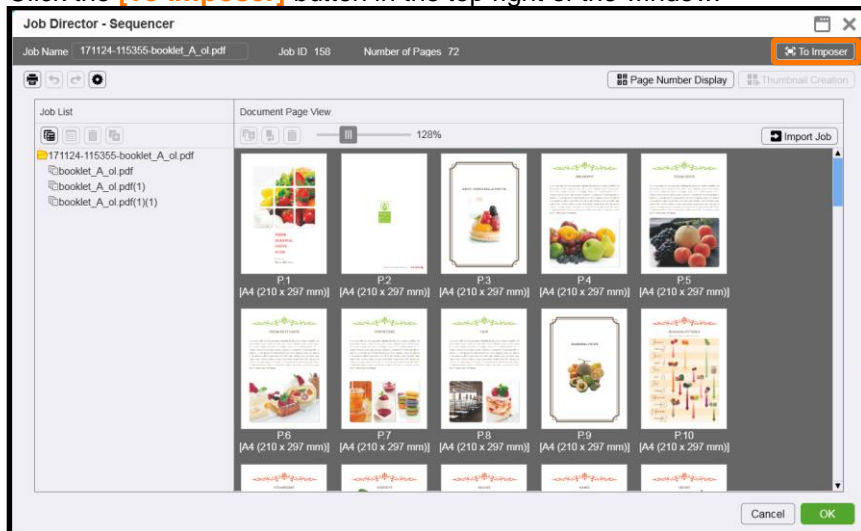 Click the [To Imposer] button in the top right of the window.
Job Director - Sequencer
Job Name 171124-115355-booklet_A_ol.pdf Job ID 158 Number of Pages 72 To Imposer
Page Number Display Thumbnail Creation
Job List Document Page View
128% Import Job
171124-115355-booklet_A_ol.pdf
booklet_A_ol.pdf
booklet_A_ol.pdf(1)
booklet_A_ol.pdf(1)(1)
P.1 P.2 P.3 P.4 P.5
[A4 (210 x 297 mm)] [A4 (210 x 297 mm)] [A4 (210 x 297 mm)] [A4 (210 x 297 mm)] [A4 (210 x 297 mm)]
P.6 P.7 P.8 P.9 P.10
[A4 (210 x 297 mm)] [A4 (210 x 297 mm)] [A4 (210 x 297 mm)] [A4 (210 x 297 mm)] [A4 (210 x 297 mm)]
Cancel OK